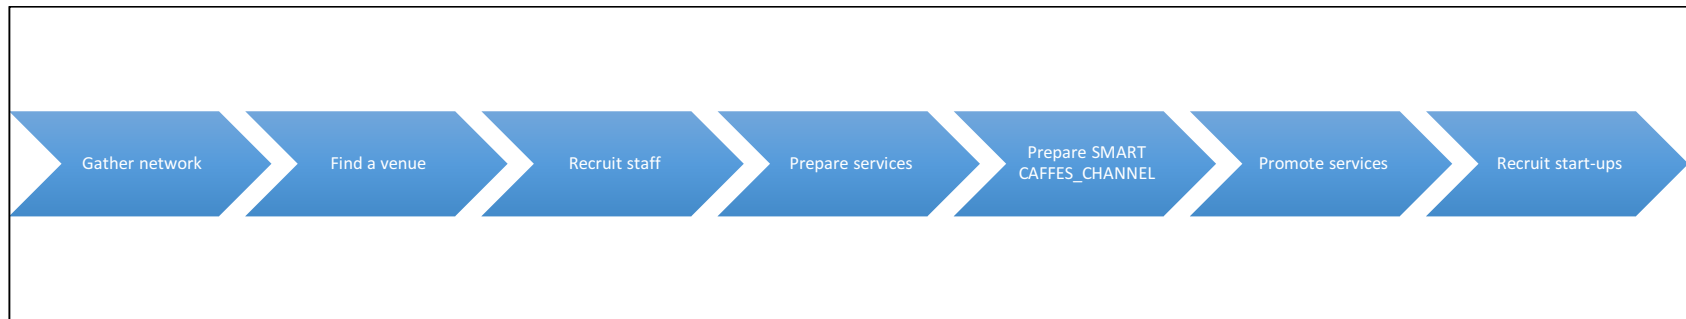 Gather network
Find a venue
Recruit staff
Prepare services
Prepare SMART
CAFFES_CHANNEL
Promote services
Recruit start-ups